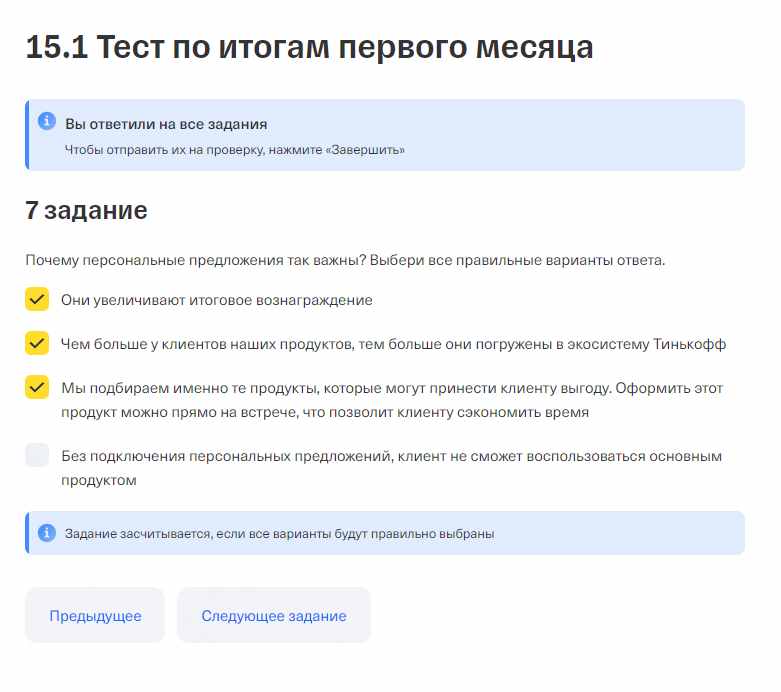 15.1 Тест по итогам первого месяца
Вы ответили на все задания
Чтобы отправить их на проверку, нажмите «Завершить»
7 задание
Почему персональные предложения так важны? Выбери все правильные варианты ответа.
Они увеличивают итоговое вознаграждение
Чем больше у клиентов наших продуктов, тем больше они погружены в экосистему Тинькофф
Мы подбираем именно те продукты, которые могут принести клиенту выгоду. Оформить этот
продукт можно прямо на встрече, что позволит клиенту сэкономить время
Без подключения персональных предложений, клиент не сможет воспользоваться основным
продуктом
Задание засчитывается, если все варианты будут правильно выбраны
Предыдущее
Следующее задание